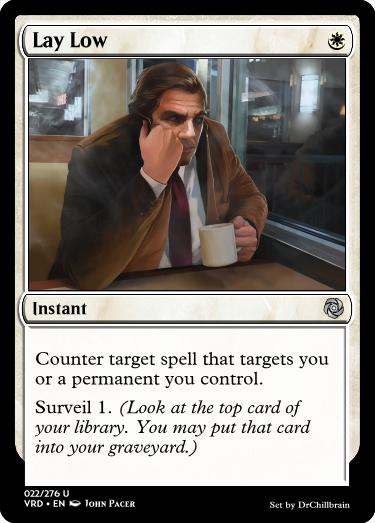 Lay Low
Instant
Counter target spell that targets you
or a permanent you control.
Surveil 1. (Look at the top card of
your library. You may put that card
into your graveyard.)
022/276 U
VRD • EN John Pacer
Set by DrChillbrain